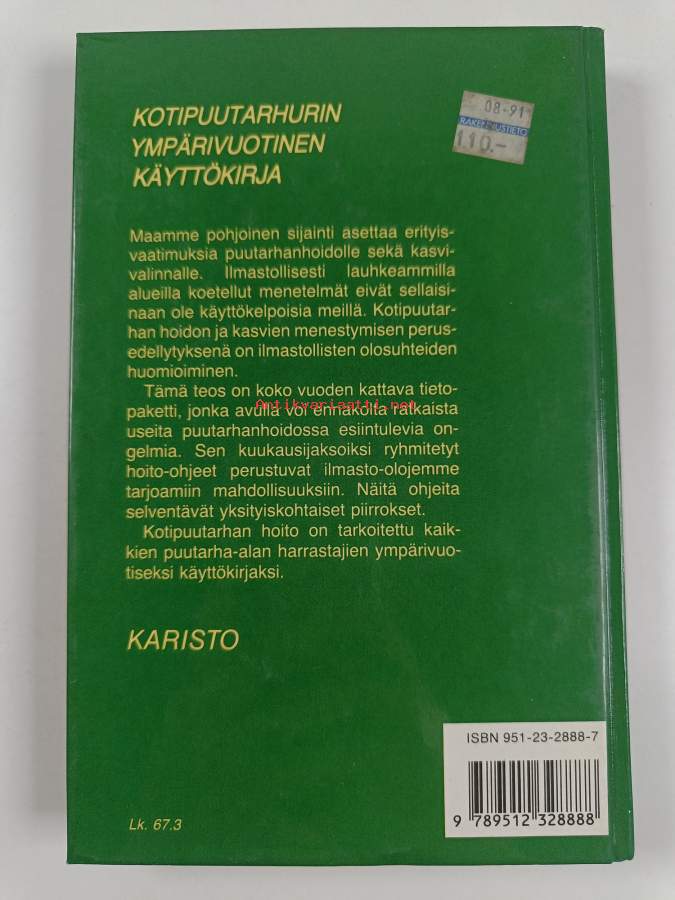 08-91
RAKENNUSTIETO
110.-
KOTIPUUTARHURIN
YMPÄRIVUOTINEN
KÄYTTÖKIRJA
Maamme pohjoinen sijainti asettaa erityis-
vaatimuksia puutarhanhoidolle sekä kasvi-
valinnalle. Ilmastollisesti lauhkeammilla
alueilla koetellut menetelmät eivät sellaisi-
naan ole käyttökelpoisia meillä. Kotipuutar-
han hoidon ja kasvien menestymisen perus-
edellytyksenä on ilmastollisten olosuhteiden
huomioiminen.
Tämä teos on koko vuoden kattava tieto-
Antikvariaatti.net
paketti, jonka avulla voi ennakolta ratkaista
useita puutarhanhoidossa esiintulevia on-
gelmia. Sen kuukausijaksoiksi ryhmitetyt
hoito-ohjeet perustuvat ilmasto-olojemme
tarjoamiin mahdollisuuksiin. Näitä ohjeita
selventävät yksityiskohtaiset piirrokset.
Kotipuutarhan hoito on tarkoitettu kaik-
kien puutarha-alan harrastajien ympärivuo-
tiseksi käyttökirjaksi.
KARISTO
ISBN 951-23-2888-7
9 789512 328888
Lk. 67.3